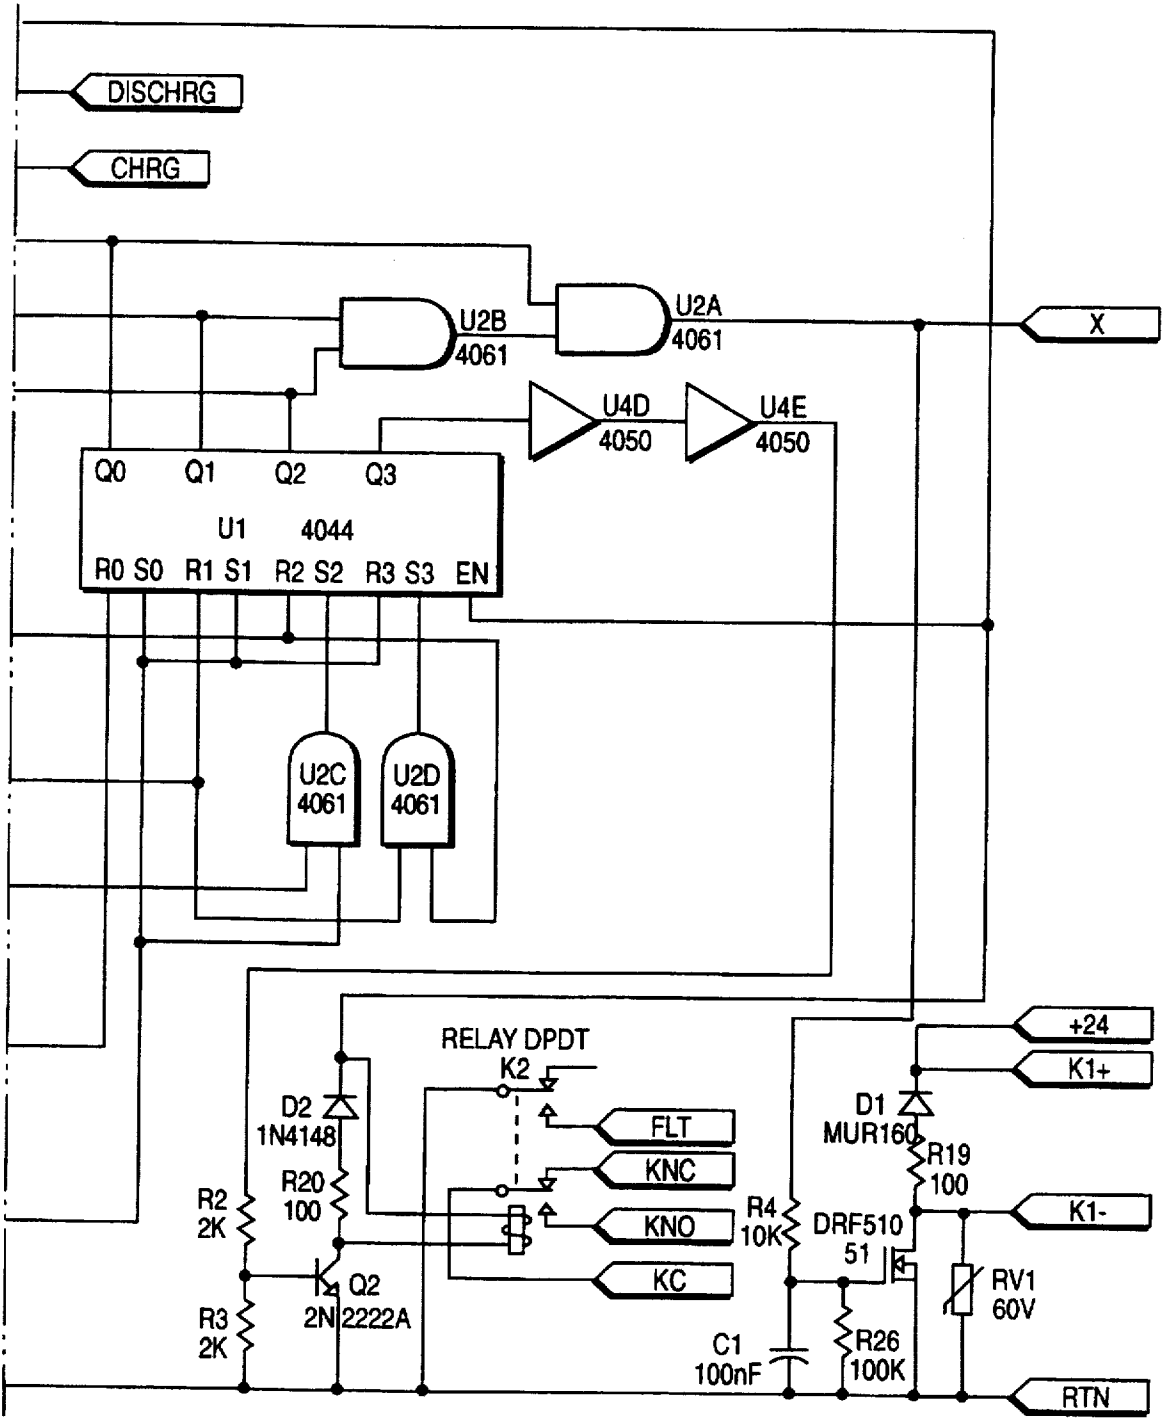 DISCHRG
CHRG
U2B
4061
U2A
4061
X
U4D
4050
U4E
4050
Q0 Q1 Q2 Q3
U1 4044
R0 S0 R1 S1 R2 S2 R3 S3 EN
U2C
4061
U2D
4061
RELAY DPDT
K2
+24
K1+
D2
1N4148
FLT
D1
MUR160
KNC
R20
100
R19
100
R2
2K
KNO
R4
10K
DRF510
51
K1-
KC
Q2
2N2222A
R3
2K
RV1
60V
C1
100nF
R26
100K
RTN